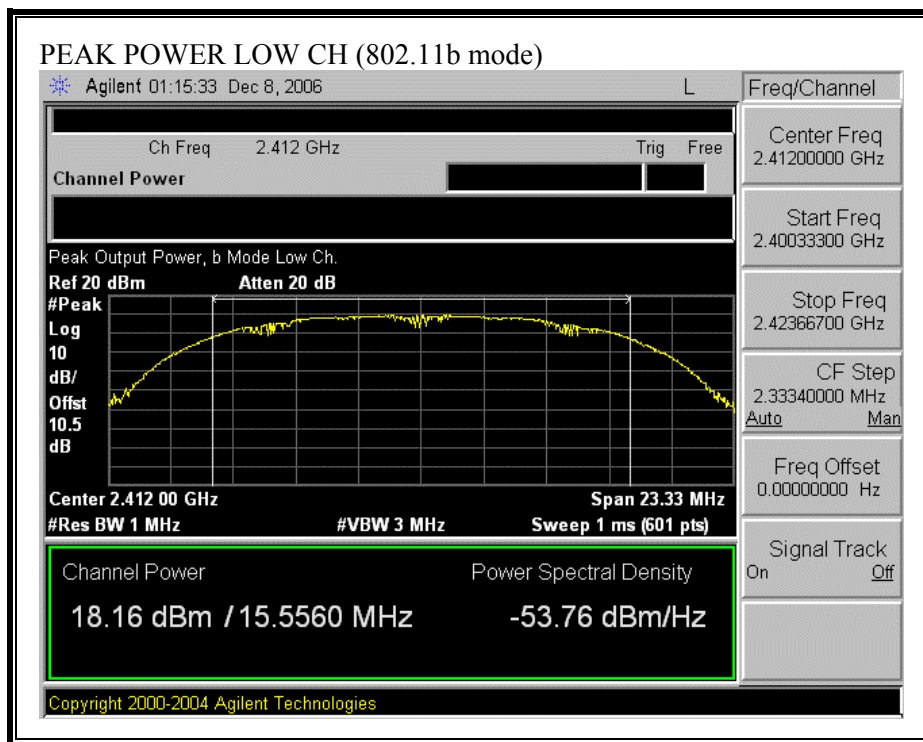 PEAK POWER LOW CH (802.11b mode)
Agilent 01:15:33 Dec 8, 2006 L
Freq/Channel
Ch Freq 2.412 GHz Trig Free
Channel Power
Center Freq
2.41200000 GHz
Start Freq
2.40033300 GHz
Stop Freq
2.42366700 GHz
CF Step
2.33340000 MHz
Auto Man
Freq Offset
0.00000000 Hz
Signal Track
On Off
Peak Output Power, b Mode Low Ch.
Ref 20 dBm Atten 20 dB
#Peak
Log
10
dB/
Offst
10.5
dB
Center 2.412 00 GHz Span 23.33 MHz
#Res BW 1 MHz #VBW 3 MHz Sweep 1 ms (601 pts)
Channel Power Power Spectral Density
18.16 dBm / 15.5560 MHz -53.76 dBm/Hz
Copyright 2000-2004 Agilent Technologies